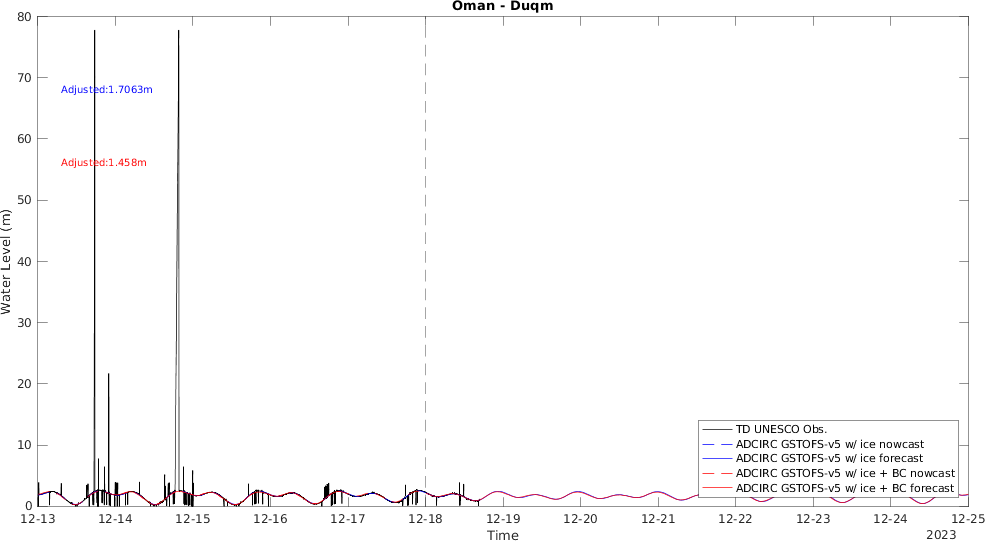 Oman - Duqm
80
70
60
50
40
30
20
10
0
Water Level (m)
Adjusted:1.7063m
Adjusted:1.458m
TD UNESCO Obs.
ADCIRC GSTOFS-v5 w/ ice nowcast
ADCIRC GSTOFS-v5 w/ ice forecast
ADCIRC GSTOFS-v5 w/ ice + BC nowcast
ADCIRC GSTOFS-v5 w/ ice + BC forecast
12-13 12-14 12-15 12-16 12-17 12-18 12-19 12-20 12-21 12-22 12-23 12-24 12-25
Time
2023